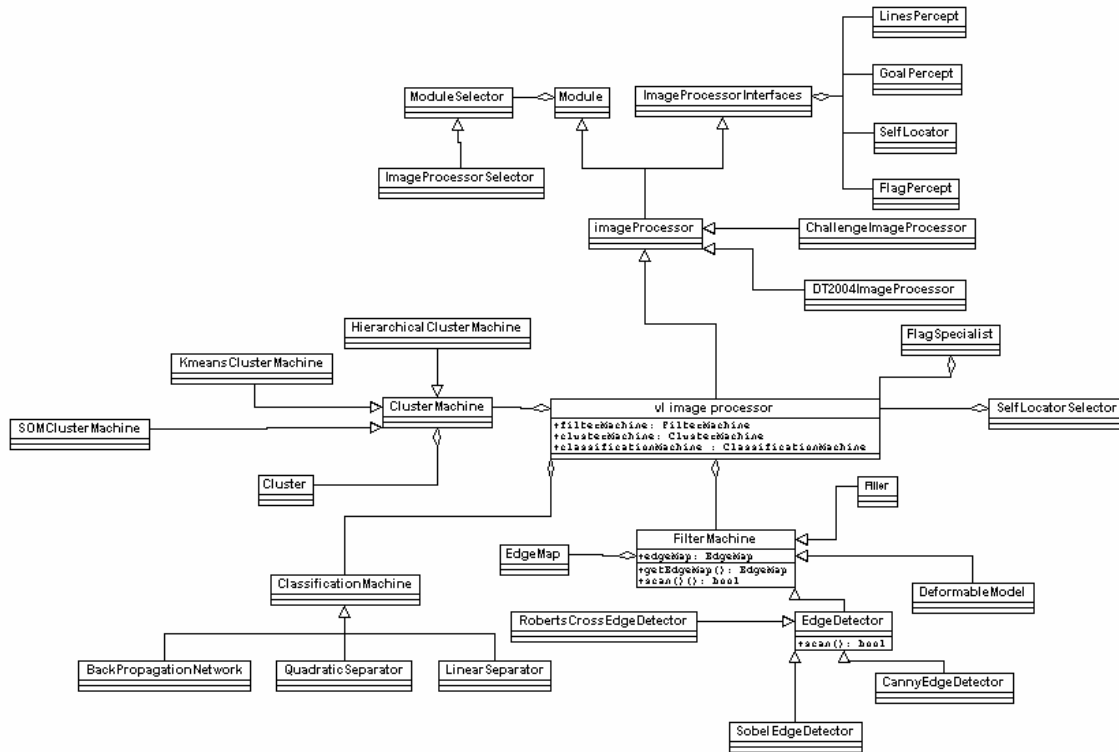 LinesPercept
GoalPercept
ModuleSelector
Module
ImageProcessorInterfaces
SelfLocator
ImageProcessorSelector
FlagPercept
imageProcessor
ChallengeImageProcessor
DT2004ImageProcessor
HierarchicalClusterMachine
FlagSpecialist
KmeansClusterMachine
ClusterMachine
vl image processor
SelfLocatorSelector
SOMClusterMachine
+filterMachine: FilterMachine
+clusterMachine: ClusterMachine
+classificationMachine : ClassificationMachine
Cluster
FilterMachine
EdgeMap
+edgeMap: EdgeMap
+getEdgeMap(): EdgeMap
+scan()(): bool
ClassificationMachine
DeformableModel
RobertsCrossEdgeDetector
EdgeDetector
+scan(): bool
BackPropagationNetwork
QuadraticSeparator
LinearSeparator
CannyEdgeDetector
SobelEdgeDetector